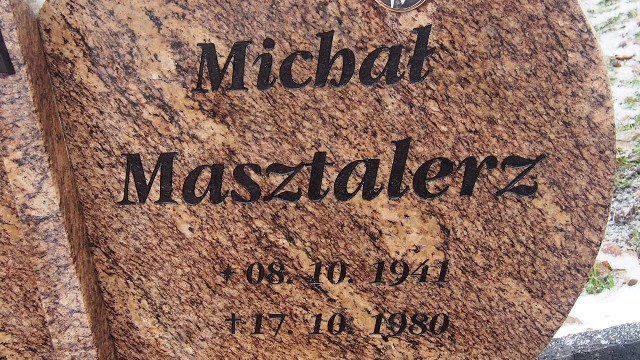 Michał
Masztalerz
* 08. 10. 1941
† 17. 10. 1980